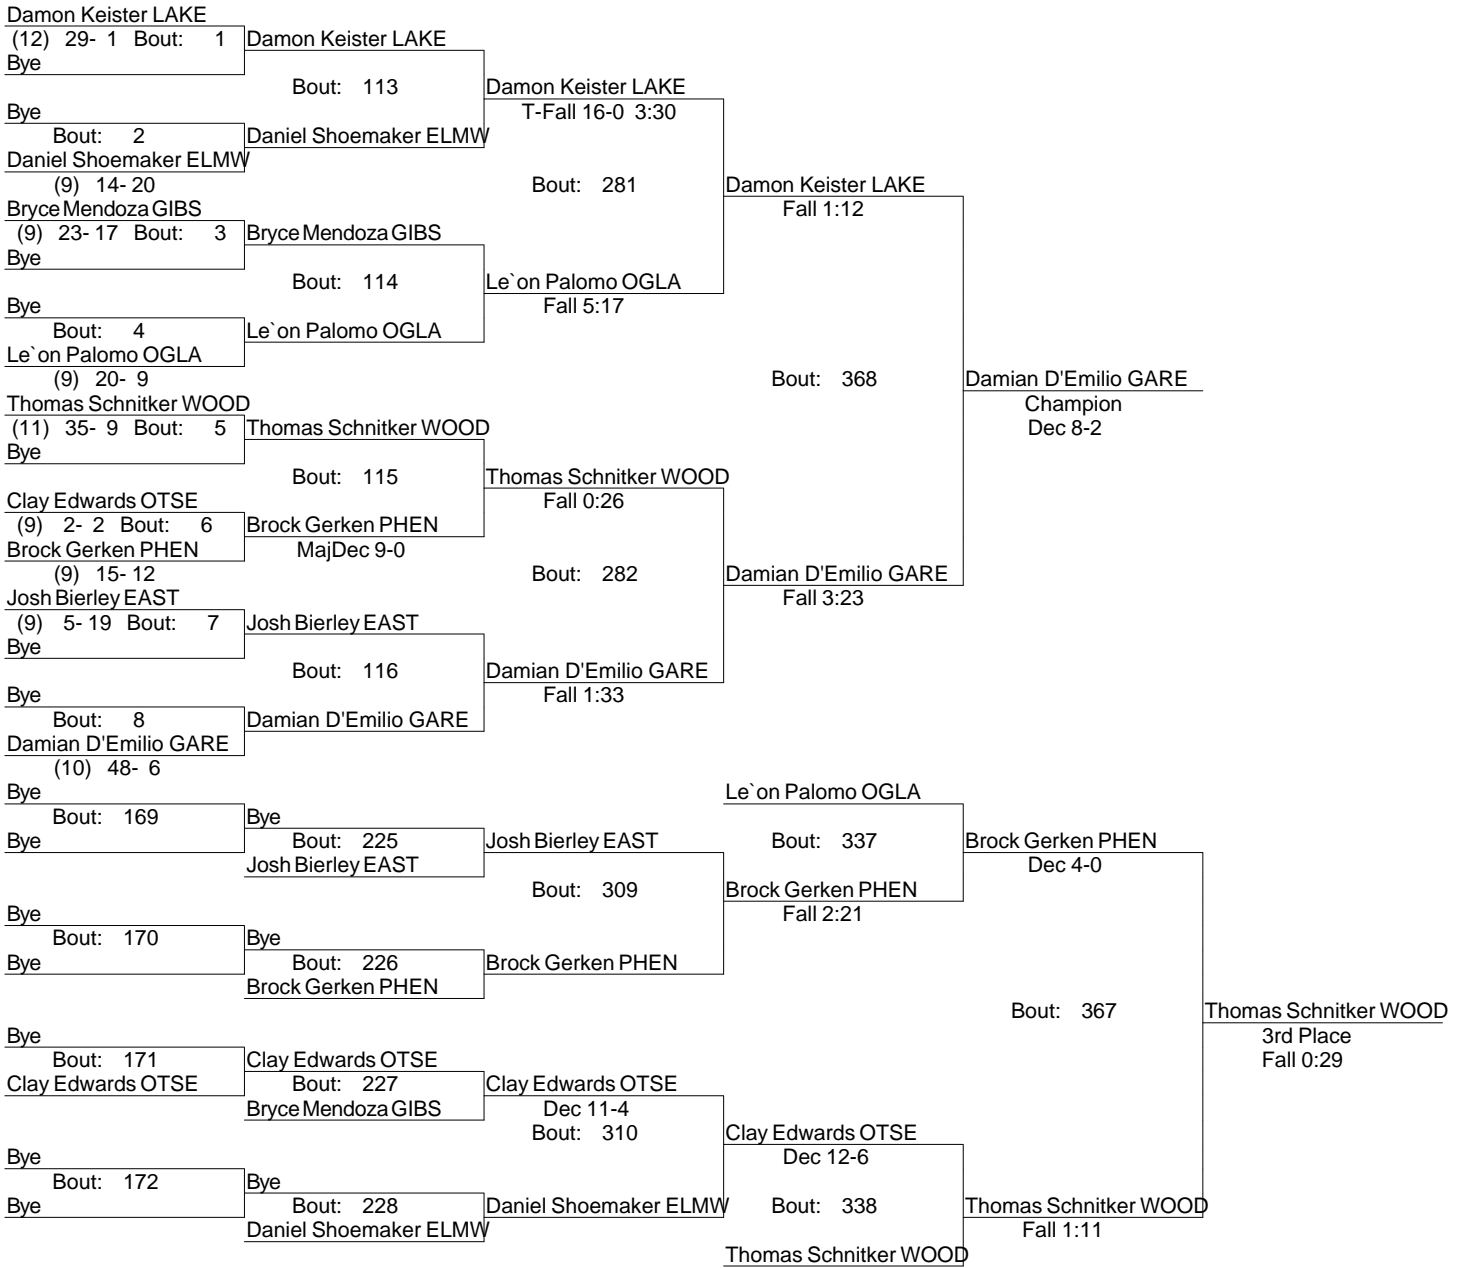 Damon Keister LAKE
(12) 29- 1 Bout: 1 Damon Keister LAKE
Bye
Bout: 113 Damon Keister LAKE
Bye T-Fall 16-0 3:30
Bout: 2 Daniel Shoemaker ELMW
Daniel Shoemaker ELMW
(9) 14- 20 Bout: 281 Damon Keister LAKE
Bryce Mendoza GIBS Fall 1:12
(9) 23- 17 Bout: 3 Bryce Mendoza GIBS
Bye
Bout: 114 Le`on Palomo OGLA
Bye Fall 5:17
Bout: 4 Le`on Palomo OGLA
Le`on Palomo OGLA
(9) 20- 9 Bout: 368 Damian D'Emilio GARE
Thomas Schnitker WOOD Champion
(11) 35- 9 Bout: 5 Thomas Schnitker WOOD Dec 8-2
Bye
Bout: 115 Thomas Schnitker WOOD
Clay Edwards OTSE Fall 0:26
(9) 2- 2 Bout: 6 Brock Gerken PHEN
Brock Gerken PHEN MajDec 9-0
(9) 15- 12 Bout: 282 Damian D'Emilio GARE
Josh Bierley EAST Fall 3:23
(9) 5- 19 Bout: 7 Josh Bierley EAST
Bye
Bout: 116 Damian D'Emilio GARE
Bye Fall 1:33
Bout: 8 Damian D'Emilio GARE
Damian D'Emilio GARE
(10) 48- 6
Bye Le`on Palomo OGLA
Bout: 169 Bye
Bye Bout: 225 Josh Bierley EAST Bout: 337 Brock Gerken PHEN
Josh Bierley EAST Dec 4-0
Bout: 309 Brock Gerken PHEN
Bye Fall 2:21
Bout: 170 Bye
Bye Bout: 226 Brock Gerken PHEN
Brock Gerken PHEN
Bout: 367 Thomas Schnitker WOOD
Bye 3rd Place
Bout: 171 Clay Edwards OTSE Fall 0:29
Clay Edwards OTSE Bout: 227 Clay Edwards OTSE
Bryce Mendoza GIBS Dec 11-4
Bout: 310 Clay Edwards OTSE
Bye Dec 12-6
Bout: 172 Bye
Bye Bout: 228 Daniel Shoemaker ELMW Bout: 338 Thomas Schnitker WOOD
Daniel Shoemaker ELMW Fall 1:11
Thomas Schnitker WOOD